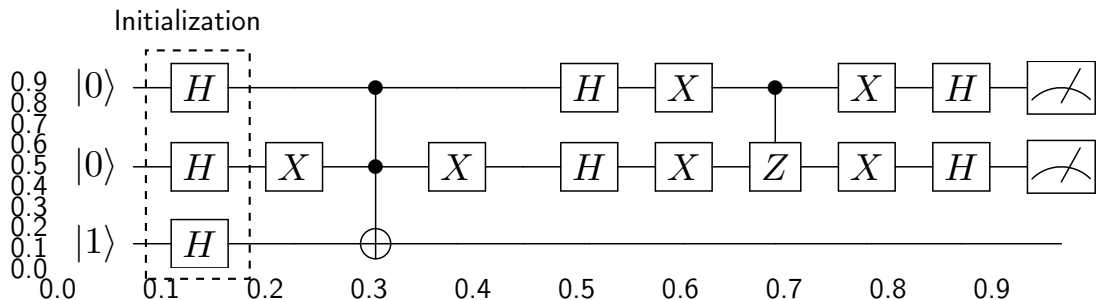 Initialization
0.9
|0⟩ H H X X H
0.8
0.7
0.6
|0⟩ H X X H X Z X H
0.5
0.4
0.3
0.2
|1⟩ H
0.1
0.0
0.0 0.1 0.2 0.3 0.4 0.5 0.6 0.7 0.8 0.9